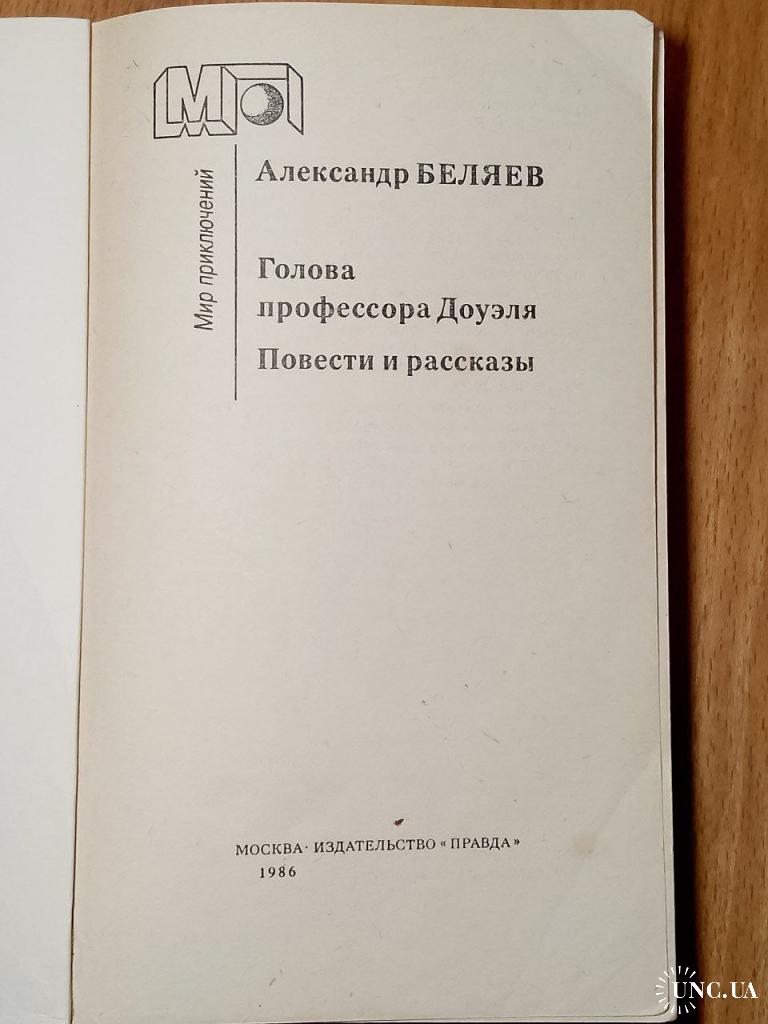 МП
Мир приключений
Александр БЕЛЯЕВ
Голова
профессора Доуэля
Повести и рассказы
МОСКВА · ИЗДАТЕЛЬСТВО «ПРАВДА»
1986
UNC.UA